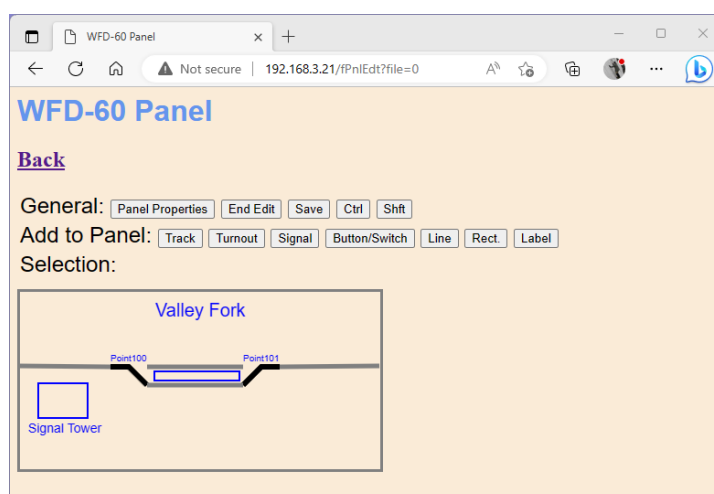 WFD-60 Panel
Not secure | 192.168.3.21/fPnlEdt?file=0
WFD-60 Panel
Back
General: Panel Properties End Edit Save Ctrl Shft
Add to Panel: Track Turnout Signal Button/Switch Line Rect. Label
Selection:
Valley Fork
Point100 Point101
Signal Tower